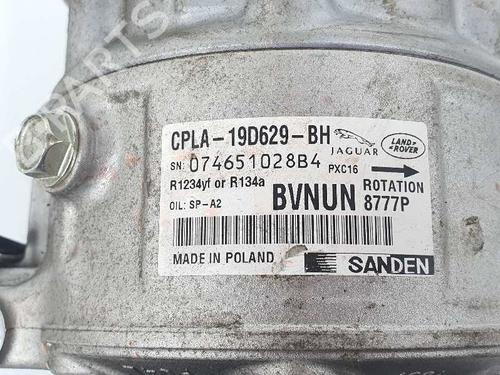 CPLA-19D629-BH
JAGUAR
LAND ROVER
SN: 074651028B4 PXC16
R1234yf or R134a
BVNUN ROTATION
OIL: SP-A2
8777P
MADE IN POLAND
SANDEN